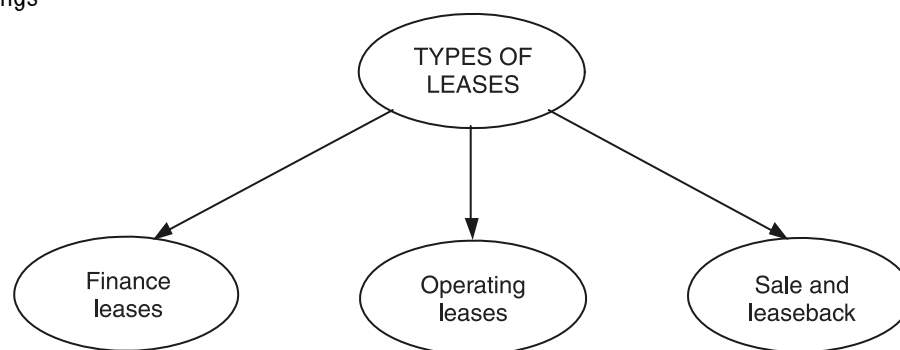 ngs
TYPES OF
LEASES
Finance
leases
Operating
leases
Sale and
leaseback